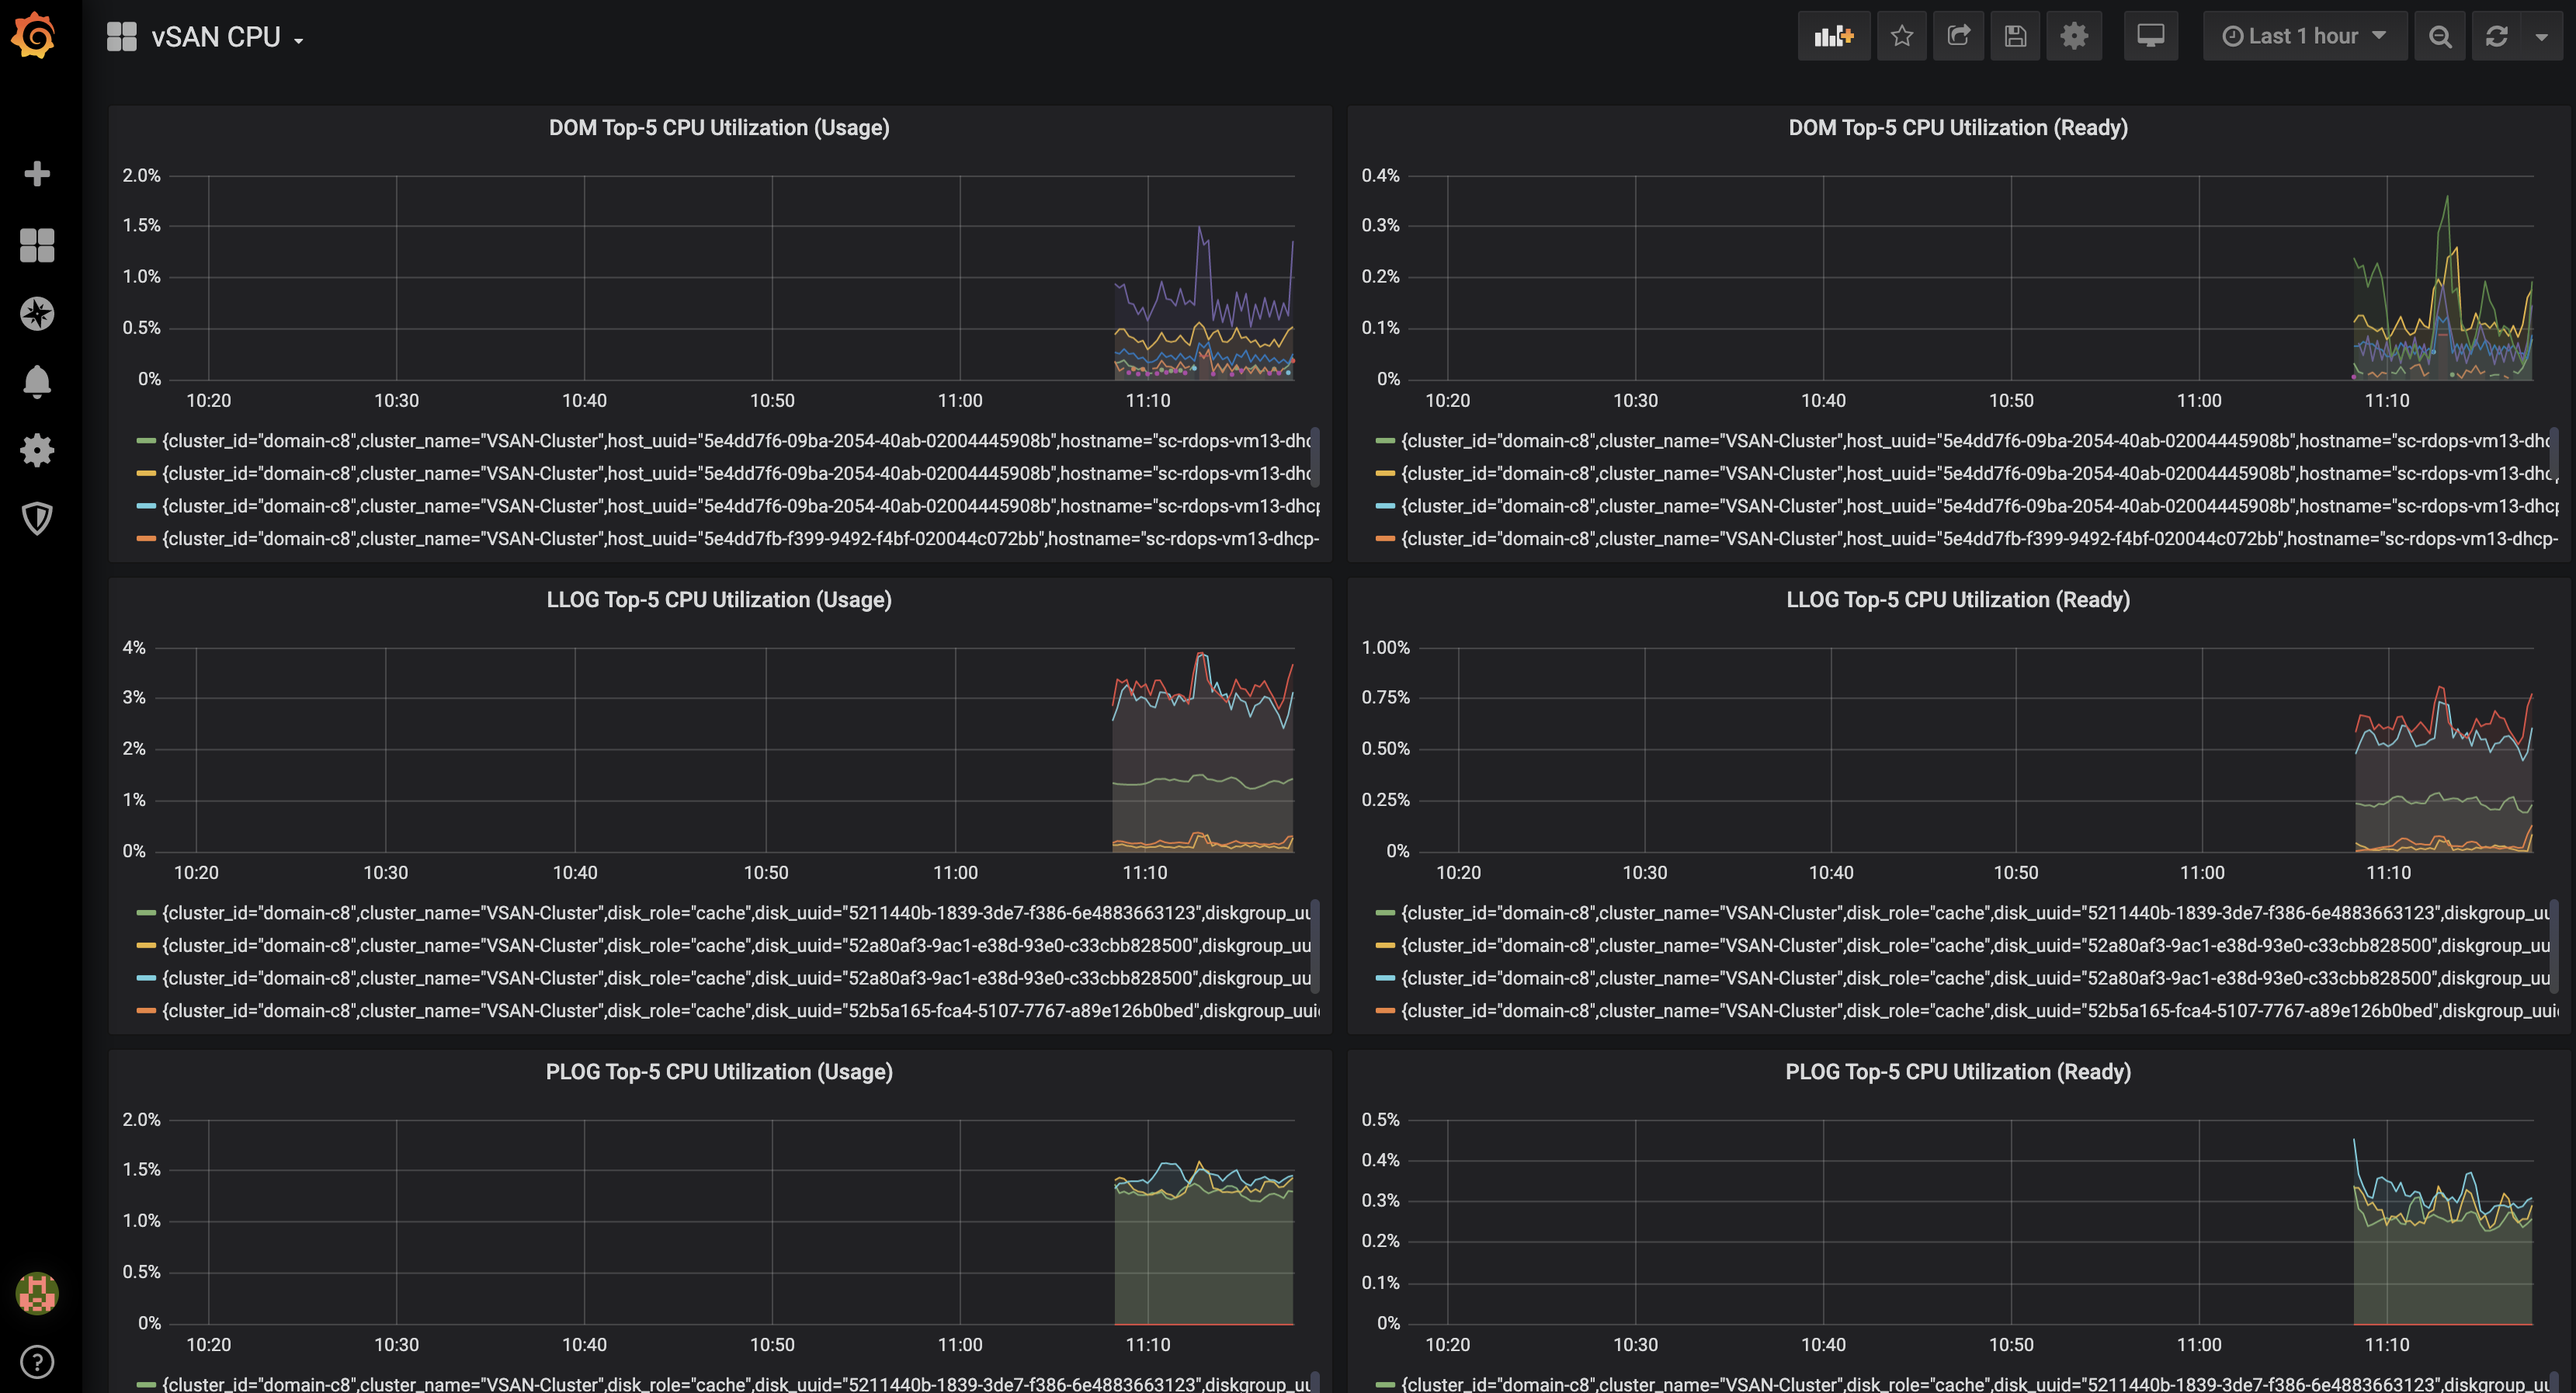 vSAN CPU
Last 1 hour
DOM Top-5 CPU Utilization (Usage)
2.0%
1.5%
1.0%
0.5%
0%
10:20 10:30 10:40 10:50 11:00 11:10
{cluster_id="domain-c8",cluster_name="VSAN-Cluster",host_uuid="5e4dd7f6-09ba-2054-40ab-02004445908b",hostname="sc-rdops-vm13-dhc
{cluster_id="domain-c8",cluster_name="VSAN-Cluster",host_uuid="5e4dd7f6-09ba-2054-40ab-02004445908b",hostname="sc-rdops-vm13-dhc
{cluster_id="domain-c8",cluster_name="VSAN-Cluster",host_uuid="5e4dd7f6-09ba-2054-40ab-02004445908b",hostname="sc-rdops-vm13-dhcp
{cluster_id="domain-c8",cluster_name="VSAN-Cluster",host_uuid="5e4dd7fb-f399-9492-f4bf-020044c072bb",hostname="sc-rdops-vm13-dhcp-
DOM Top-5 CPU Utilization (Ready)
0.4%
0.3%
0.2%
0.1%
0%
10:20 10:30 10:40 10:50 11:00 11:10
{cluster_id="domain-c8",cluster_name="VSAN-Cluster",host_uuid="5e4dd7f6-09ba-2054-40ab-02004445908b",hostname="sc-rdops-vm13-dhc
{cluster_id="domain-c8",cluster_name="VSAN-Cluster",host_uuid="5e4dd7f6-09ba-2054-40ab-02004445908b",hostname="sc-rdops-vm13-dhc
{cluster_id="domain-c8",cluster_name="VSAN-Cluster",host_uuid="5e4dd7f6-09ba-2054-40ab-02004445908b",hostname="sc-rdops-vm13-dhcp
{cluster_id="domain-c8",cluster_name="VSAN-Cluster",host_uuid="5e4dd7fb-f399-9492-f4bf-020044c072bb",hostname="sc-rdops-vm13-dhcp-
LLOG Top-5 CPU Utilization (Usage)
4%
3%
2%
1%
0%
10:20 10:30 10:40 10:50 11:00 11:10
{cluster_id="domain-c8",cluster_name="VSAN-Cluster",disk_role="cache",disk_uuid="5211440b-1839-3de7-f386-6e4883663123",diskgroup_uu
{cluster_id="domain-c8",cluster_name="VSAN-Cluster",disk_role="cache",disk_uuid="52a80af3-9ac1-e38d-93e0-c33cbb828500",diskgroup_uu
{cluster_id="domain-c8",cluster_name="VSAN-Cluster",disk_role="cache",disk_uuid="52a80af3-9ac1-e38d-93e0-c33cbb828500",diskgroup_uu
{cluster_id="domain-c8",cluster_name="VSAN-Cluster",disk_role="cache",disk_uuid="52b5a165-fca4-5107-7767-a89e126b0bed",diskgroup_uui
LLOG Top-5 CPU Utilization (Ready)
1.00%
0.75%
0.50%
0.25%
0%
10:20 10:30 10:40 10:50 11:00 11:10
{cluster_id="domain-c8",cluster_name="VSAN-Cluster",disk_role="cache",disk_uuid="5211440b-1839-3de7-f386-6e4883663123",diskgroup_uu
{cluster_id="domain-c8",cluster_name="VSAN-Cluster",disk_role="cache",disk_uuid="52a80af3-9ac1-e38d-93e0-c33cbb828500",diskgroup_uu
{cluster_id="domain-c8",cluster_name="VSAN-Cluster",disk_role="cache",disk_uuid="52a80af3-9ac1-e38d-93e0-c33cbb828500",diskgroup_uu
{cluster_id="domain-c8",cluster_name="VSAN-Cluster",disk_role="cache",disk_uuid="52b5a165-fca4-5107-7767-a89e126b0bed",diskgroup_uui
PLOG Top-5 CPU Utilization (Usage)
2.0%
1.5%
1.0%
0.5%
0%
10:20 10:30 10:40 10:50 11:00 11:10
{cluster_id="domain-c8",cluster_name="VSAN-Cluster",disk_role="cache",disk_uuid="5211440b-1839-3de7-f386-6e4883663123",diskgroup_uu
PLOG Top-5 CPU Utilization (Ready)
0.5%
0.4%
0.3%
0.2%
0.1%
0%
10:20 10:30 10:40 10:50 11:00 11:10
{cluster_id="domain-c8",cluster_name="VSAN-Cluster",disk_role="cache",disk_uuid="5211440b-1839-3de7-f386-6e4883663123",diskgroup_uu